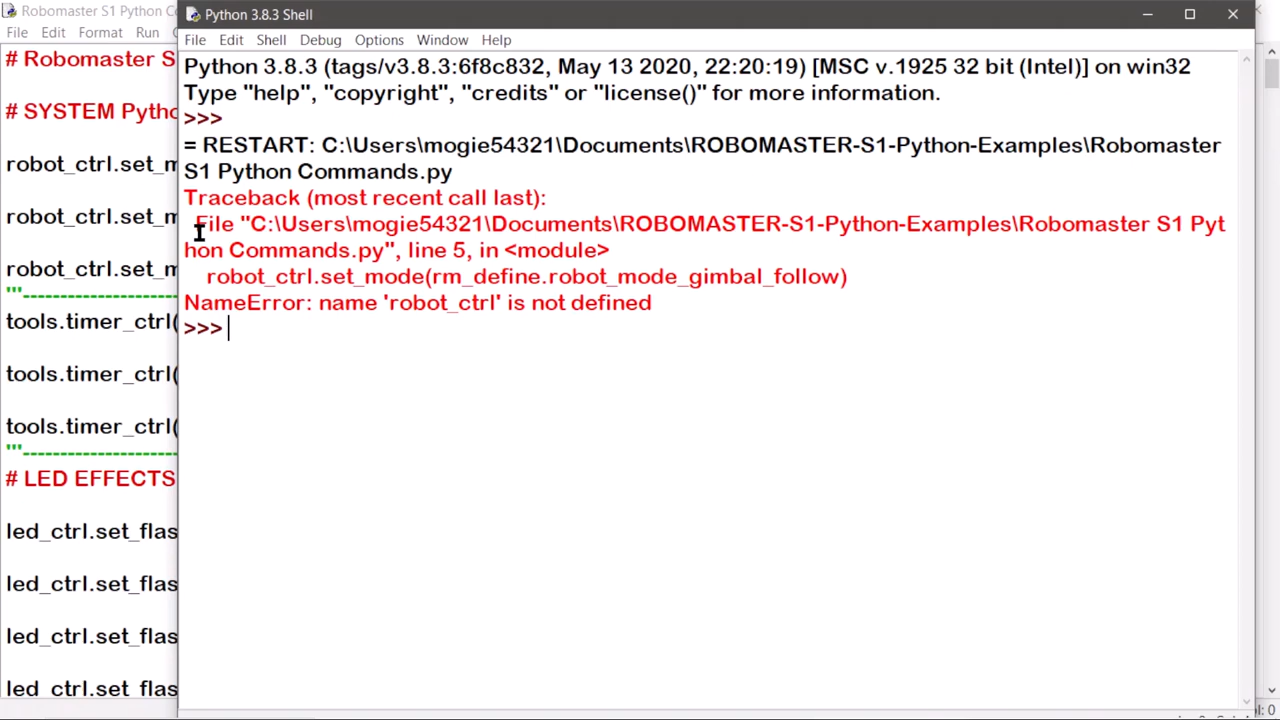 Robomaster S1 Python Co
Python 3.8.3 Shell
File Edit Format Run
File Edit Shell Debug Options Window Help
# Robomaster S
# SYSTEM Pytho
robot_ctrl.set_m
robot_ctrl.set_m
robot_ctrl.set_m
'''-----------------------
tools.timer_ctrl(
tools.timer_ctrl(
tools.timer_ctrl(
'''-----------------------
# LED EFFECTS
led_ctrl.set_flas
led_ctrl.set_flas
led_ctrl.set_flas
led_ctrl.set_flas
Python 3.8.3 (tags/v3.8.3:6f8c832, May 13 2020, 22:20:19) [MSC v.1925 32 bit (Intel)] on win32
Type "help", "copyright", "credits" or "license()" for more information.
>>>
= RESTART: C:\Users\mogie54321\Documents\ROBOMASTER-S1-Python-Examples\Robomaster
S1 Python Commands.py
Traceback (most recent call last):
File "C:\Users\mogie54321\Documents\ROBOMASTER-S1-Python-Examples\Robomaster S1 Pyt
hon Commands.py", line 5, in <module>
robot_ctrl.set_mode(rm_define.robot_mode_gimbal_follow)
NameError: name 'robot_ctrl' is not defined
>>>